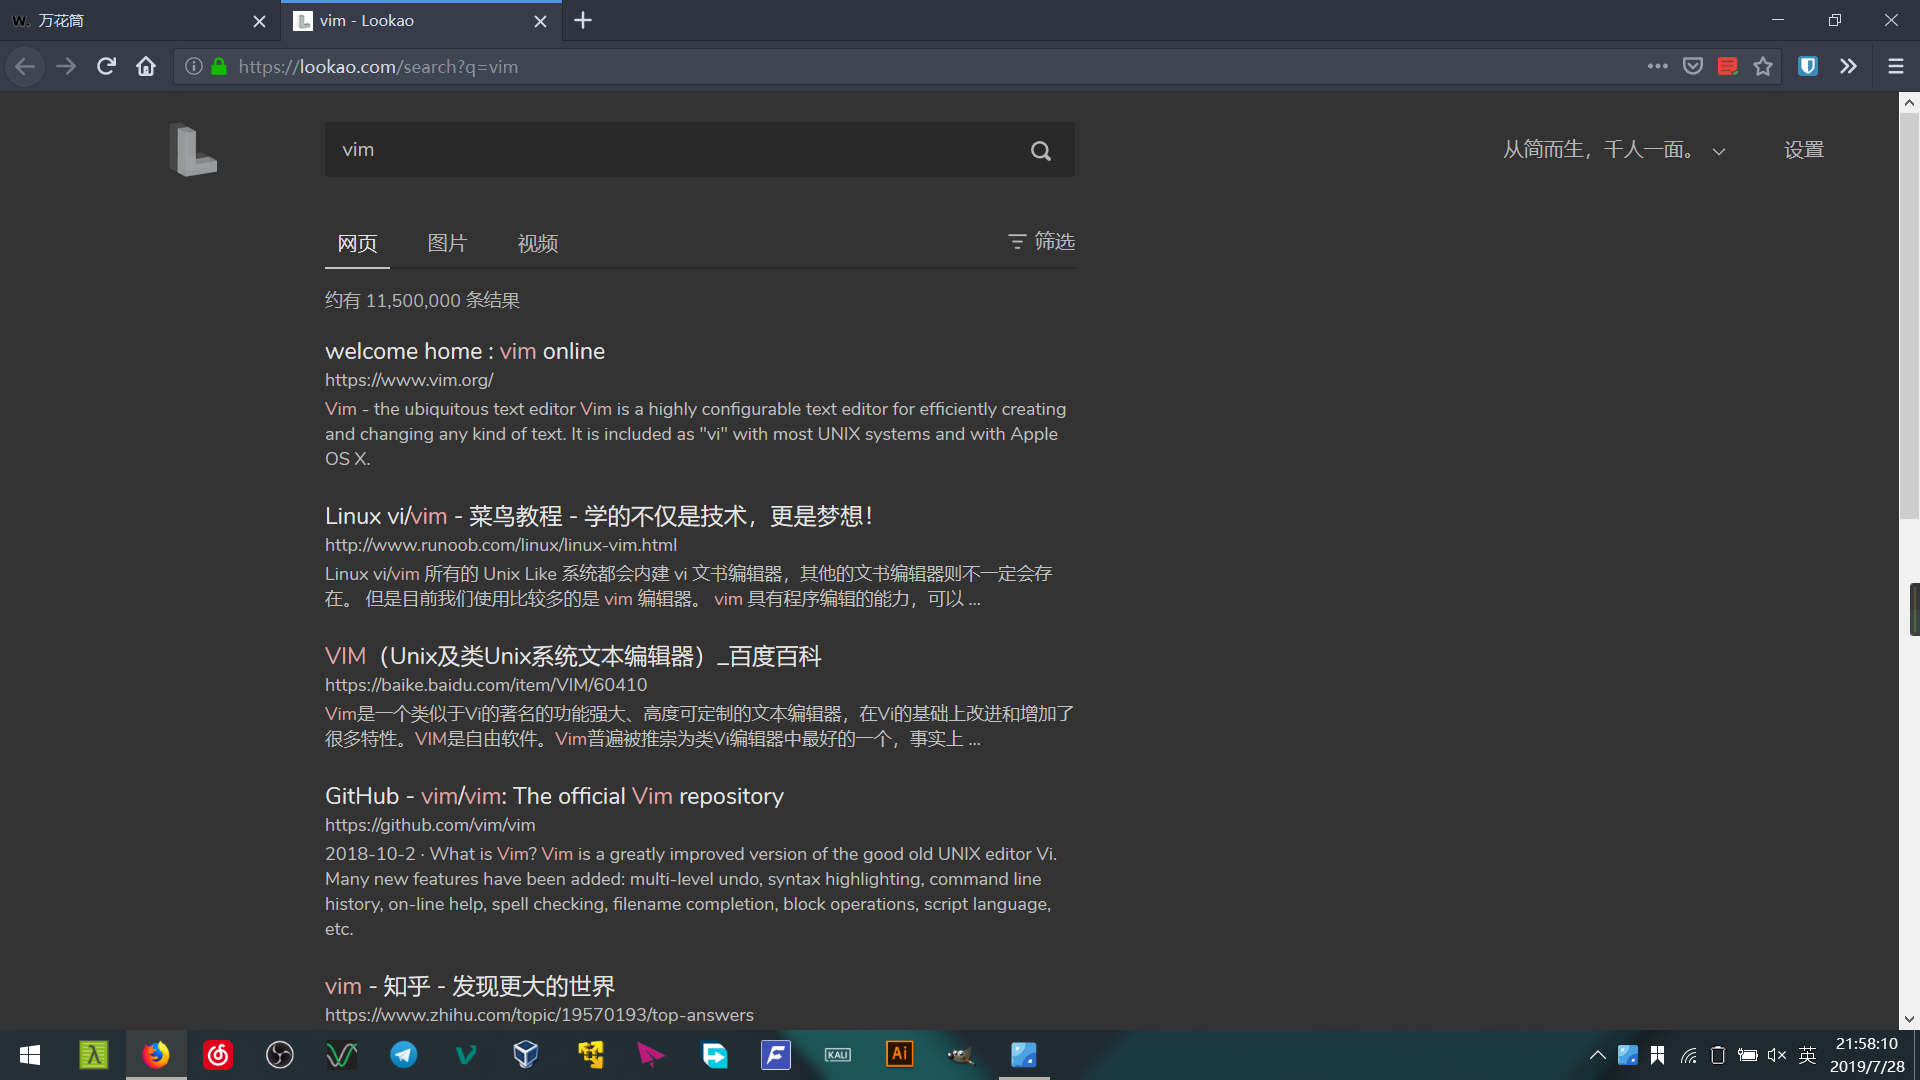 W. 万花筒
vim - Lookao
https://lookao.com/search?q=vim
vim
从简而生，千人一面。
设置
网页 图片 视频 筛选
约有 11,500,000 条结果
welcome home : vim online
https://www.vim.org/
Vim - the ubiquitous text editor Vim is a highly configurable text editor for efficiently creating
and changing any kind of text. It is included as "vi" with most UNIX systems and with Apple
OS X.
Linux vi/vim - 菜鸟教程 - 学的不仅是技术，更是梦想！
http://www.runoob.com/linux/linux-vim.html
Linux vi/vim 所有的 Unix Like 系统都会内建 vi 文书编辑器，其他的文书编辑器则不一定会存
在。 但是目前我们使用比较多的是 vim 编辑器。 vim 具有程序编辑的能力，可以 ...
VIM（Unix及类Unix系统文本编辑器）_百度百科
https://baike.baidu.com/item/VIM/60410
Vim是一个类似于Vi的著名的功能强大、高度可定制的文本编辑器，在Vi的基础上改进和增加了
很多特性。VIM是自由软件。Vim普遍被推崇为类Vi编辑器中最好的一个，事实上 ...
GitHub - vim/vim: The official Vim repository
https://github.com/vim/vim
2018-10-2 · What is Vim? Vim is a greatly improved version of the good old UNIX editor Vi.
Many new features have been added: multi-level undo, syntax highlighting, command line
history, on-line help, spell checking, filename completion, block operations, script language,
etc.
vim - 知乎 - 发现更大的世界
https://www.zhihu.com/topic/19570193/top-answers
KALI
Ai
英
21:58:10
2019/7/28